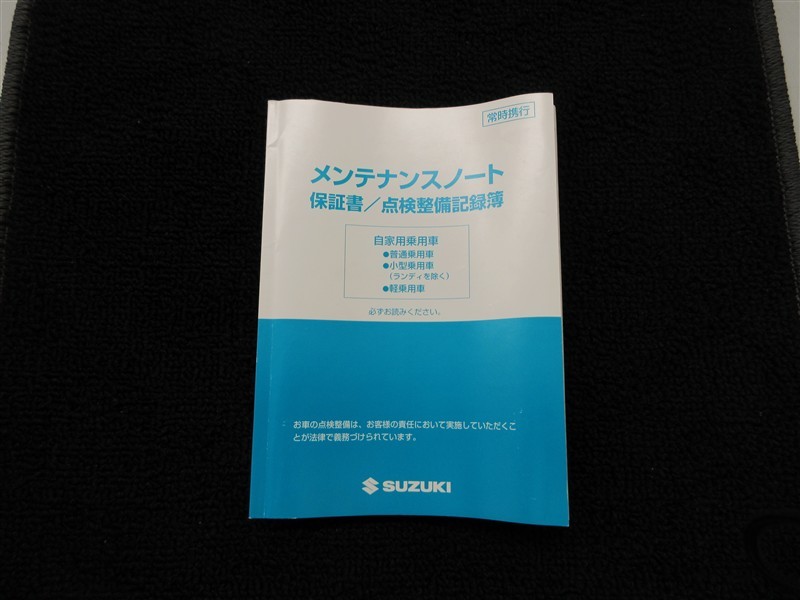 常時携行
メンテナンスノート
保証書／点検整備記録簿
自家用乗用車
●普通乗用車
●小型乗用車
（ランディを除く）
●軽乗用車
必ずお読みください。
お車の点検整備は、お客様の責任において実施していただくこ
とが法律で義務づけられています。
SUZUKI